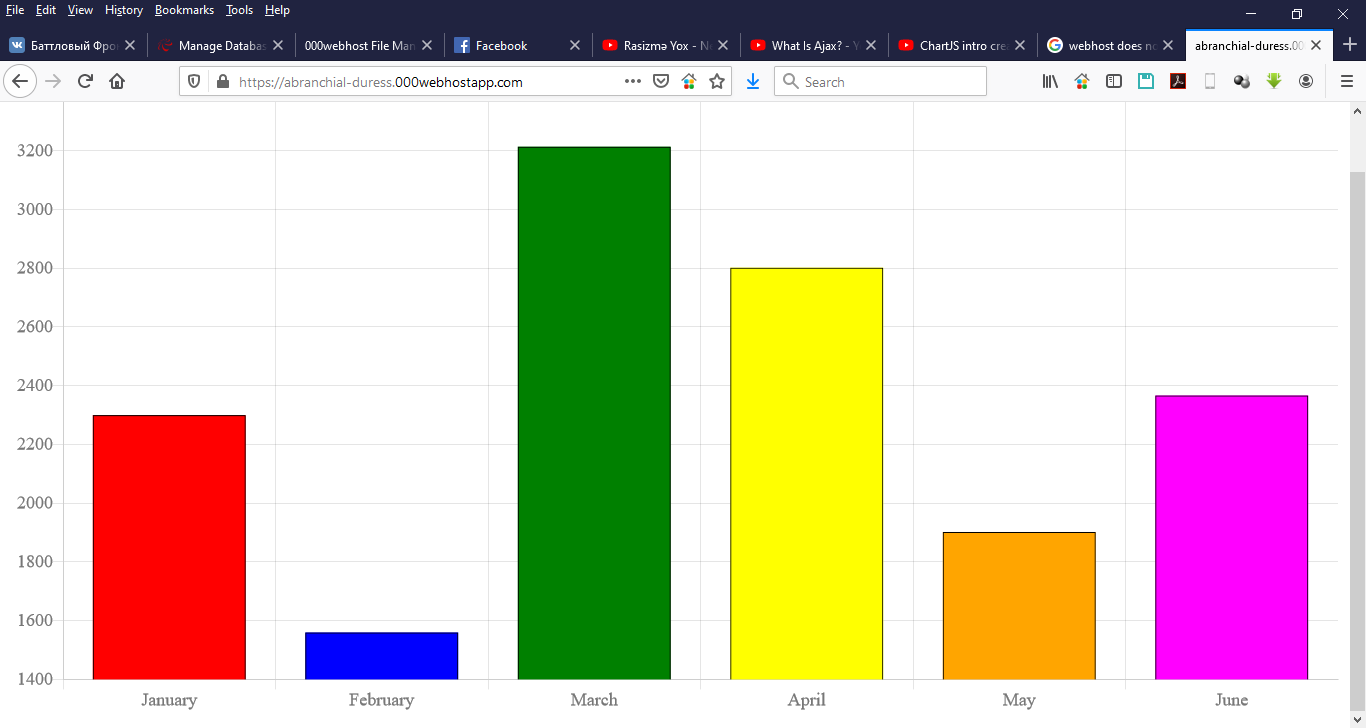 File Edit View History Bookmarks Tools Help
Баттловый Фро
Manage Databas
000webhost File Man
Facebook
Rasizmə Yox - N
What Is Ajax? - Y
ChartJS intro cre
webhost does no
abranchial-duress.00
https://abranchial-duress.000webhostapp.com
Search
3200
3000
2800
2600
2400
2200
2000
1800
1600
1400
January February March April May June